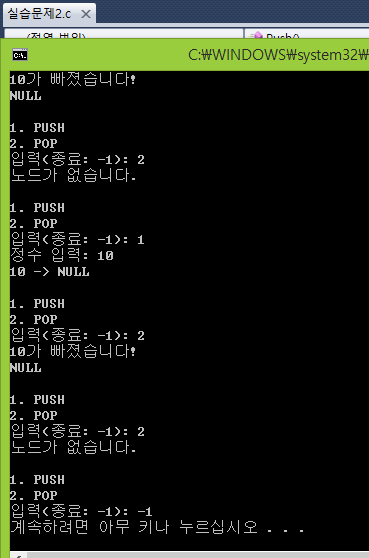 실습문제2.c
Push()
C:₩WINDOWS₩system32₩
10가 빠졌습니다!
NULL
1. PUSH
2. POP
입력(종료: -1): 2
노드가 없습니다.
1. PUSH
2. POP
입력(종료: -1): 1
정수 입력: 10
10 -> NULL
1. PUSH
2. POP
입력(종료: -1): 2
10가 빠졌습니다!
NULL
1. PUSH
2. POP
입력(종료: -1): 2
노드가 없습니다.
1. PUSH
2. POP
입력(종료: -1): -1
계속하려면 아무 키나 누르십시오 . . .